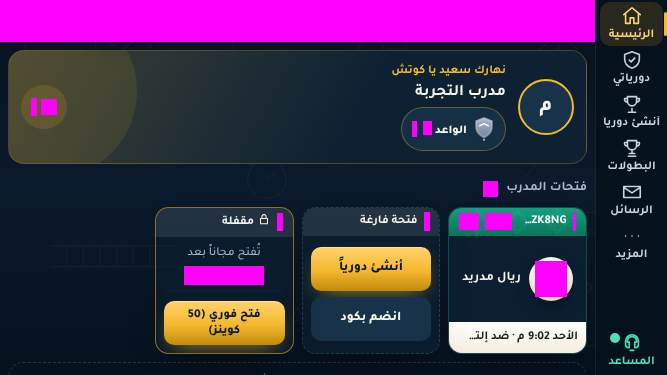 الرئيسية
دورياتي
أنشئ دوريا
البطولات
الرسائل
...
المزيد
المساعد
نهارك سعيد يا كوتش
مدرب التجربة
م
الواعد
فتحات المدرب
ZK8NG...
ريال مدريد
الأحد 9:02 م · ضد إلتـ...
فتحة فارغة
أنشئ دورياً
انضم بكود
مقفلة
تُفتح مجاناً بعد
فتح فوري (50 كوينز)